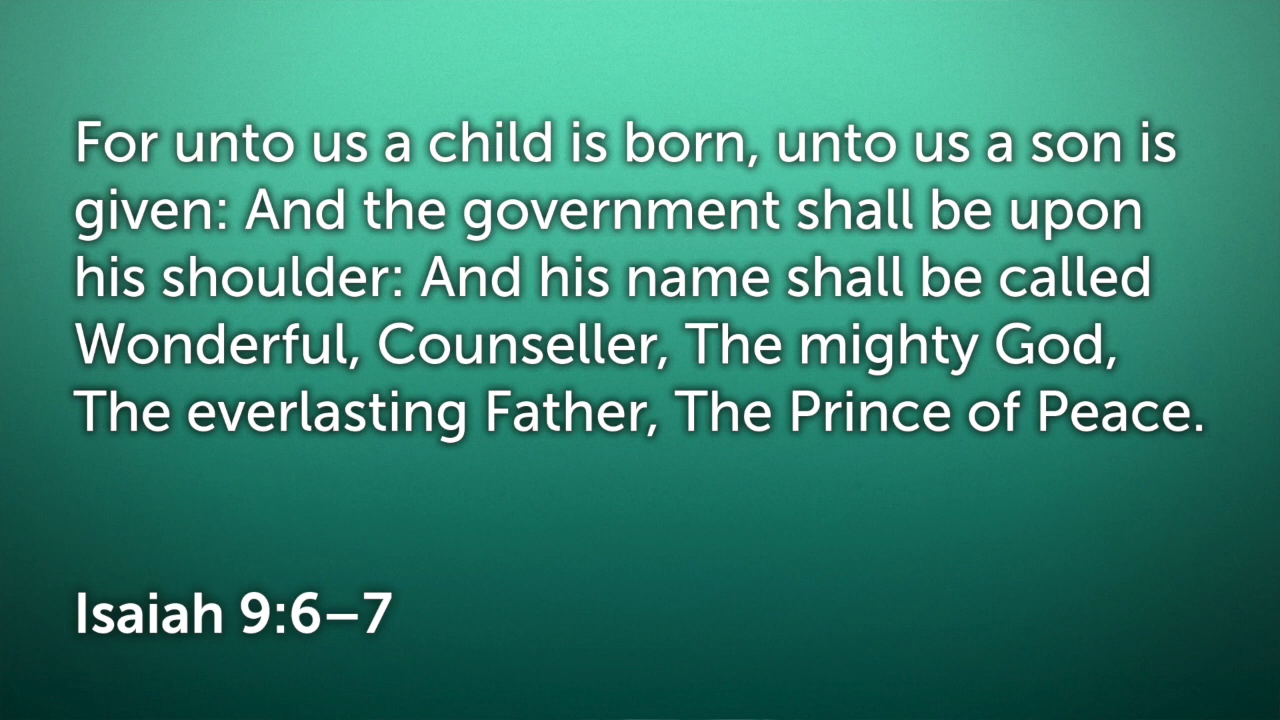 For unto us a child is born, unto us a son is
given: And the government shall be upon
his shoulder: And his name shall be called
Wonderful, Counseller, The mighty God,
The everlasting Father, The Prince of Peace.
Isaiah 9:6–7